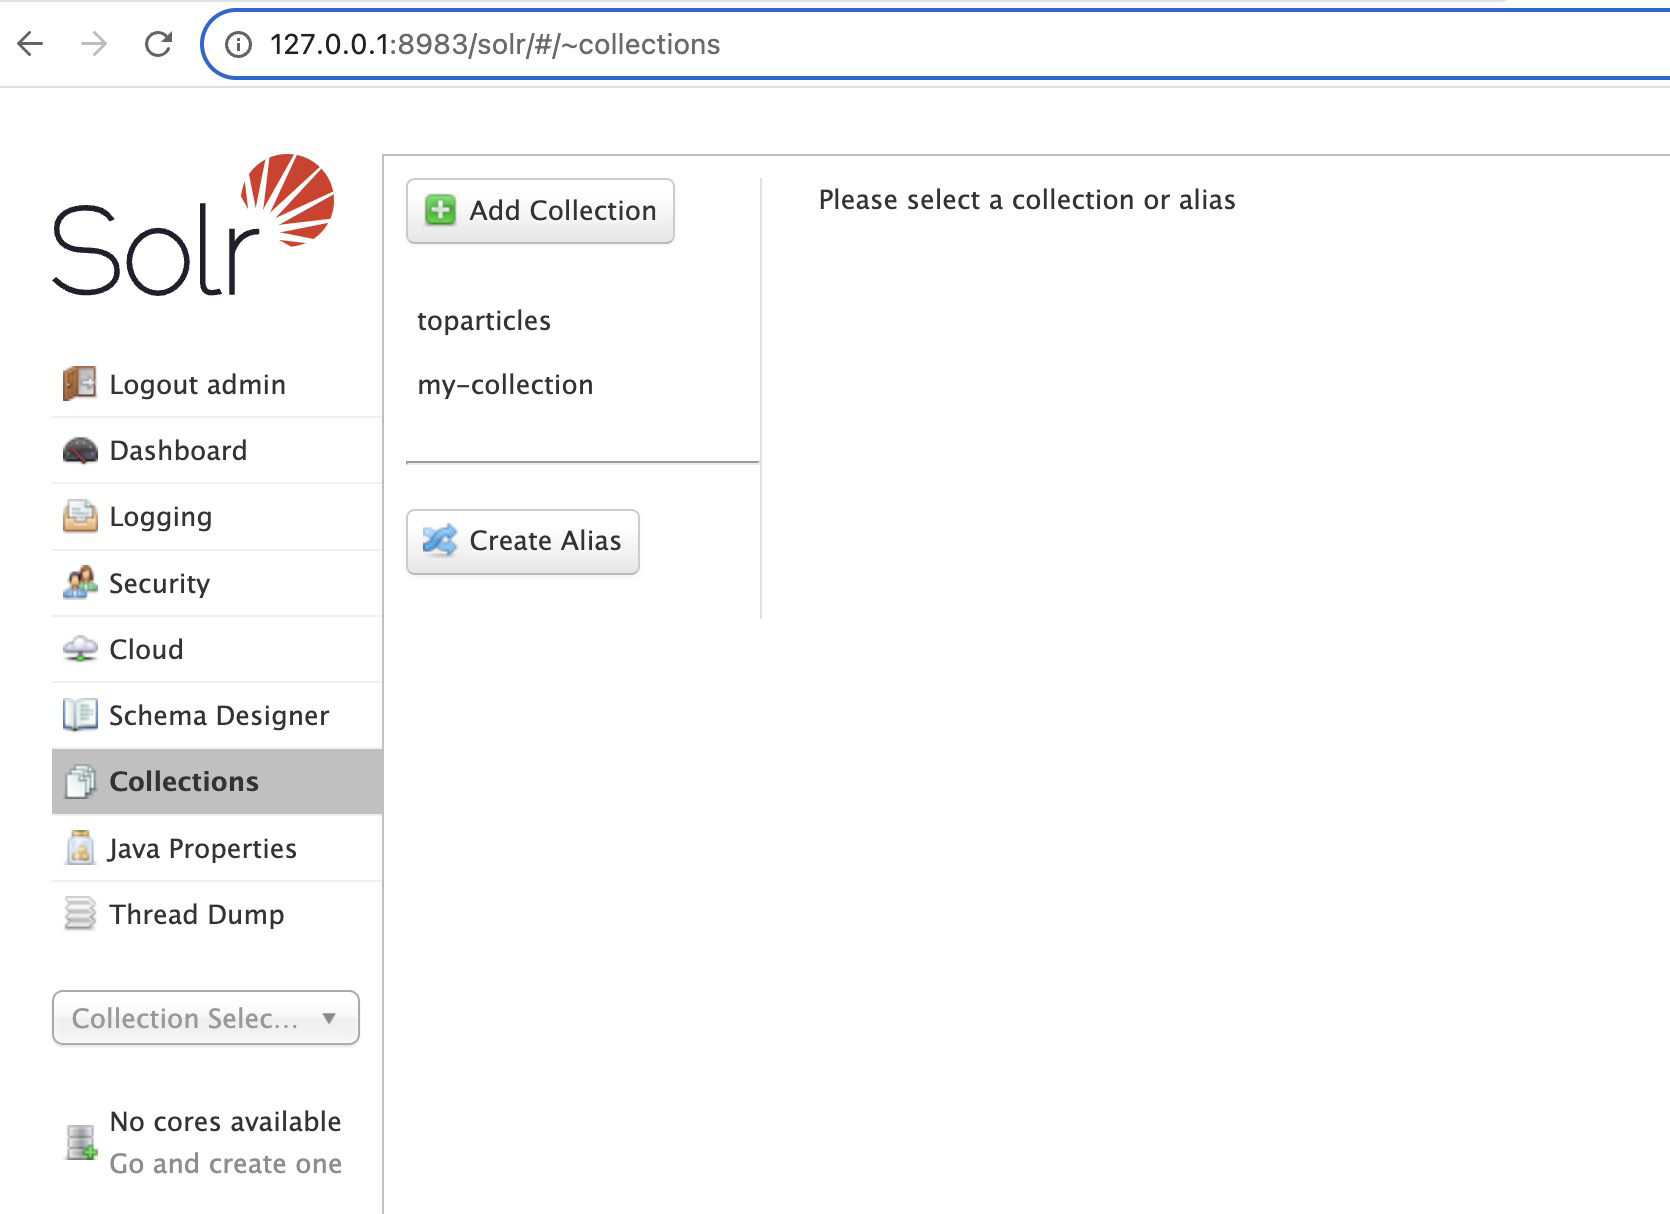 127.0.0.1:8983/solr/#/~collections
Solr
Logout admin
Dashboard
Logging
Security
Cloud
Schema Designer
Collections
Java Properties
Thread Dump
Collection Selec...
No cores available
Go and create one
Add Collection
toparticles
my-collection
Create Alias
Please select a collection or alias